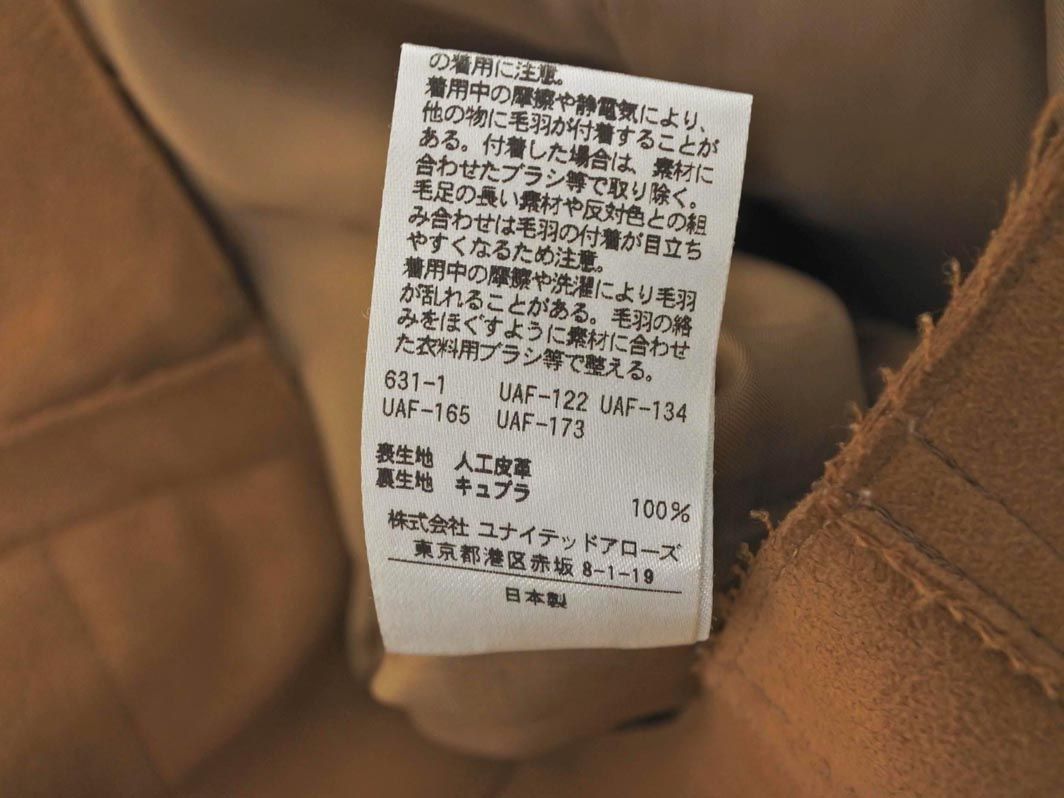 の着用に注意。
着用中の摩擦や静電気により、
他の物に毛羽が付着することが
ある。付着した場合は、素材に
合わせたブラシ等で取り除く。
毛足の長い素材や反対色との組
み合わせは毛羽の付着が目立ち
やすくなるため注意。
着用中の摩擦や洗濯により毛羽
が乱れることがある。毛羽の絡
みをほぐすように素材に合わせ
た衣料用ブラシ等で整える。
631-1 UAF-122 UAF-134
UAF-165 UAF-173
表生地 人工皮革
裏生地 キュプラ
100%
株式会社 ユナイテッドアローズ
東京都港区赤坂 8-1-19
日本製